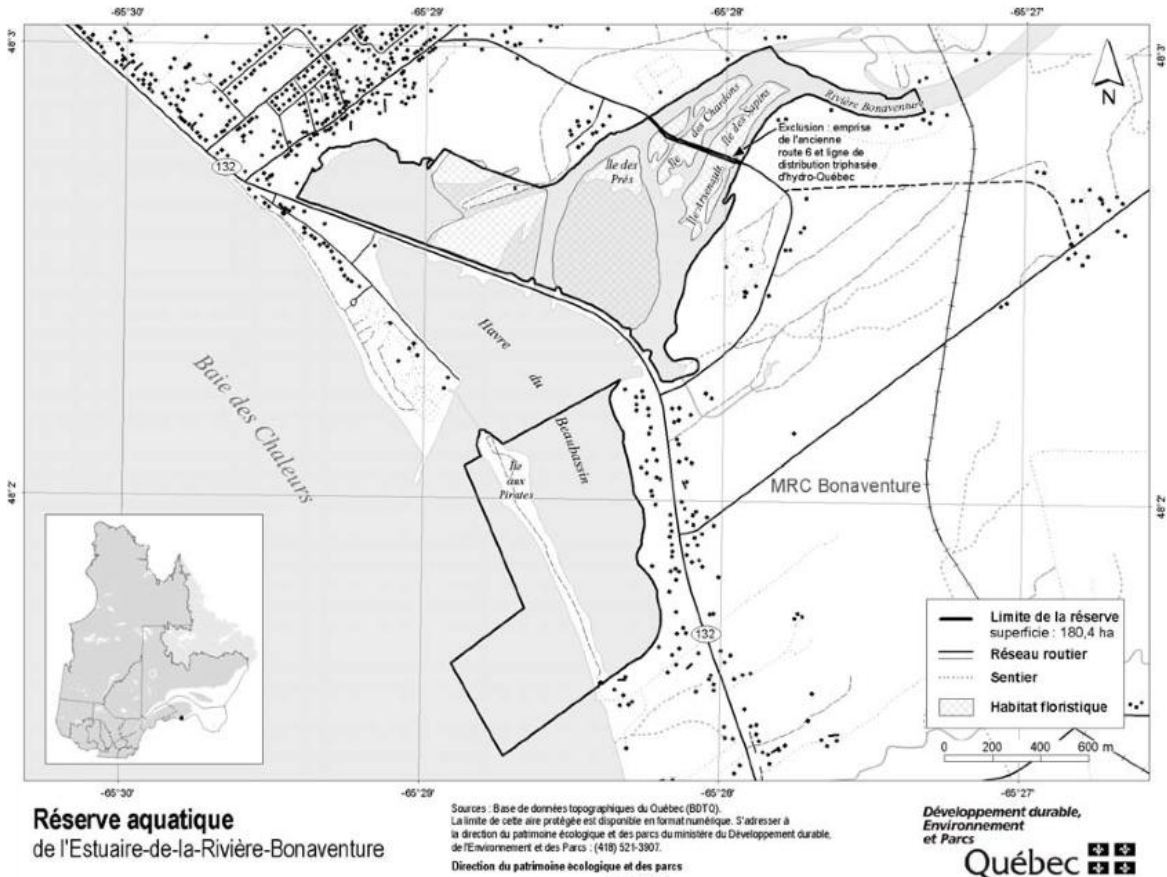 -65°30'
-65°29'
-65°28'
-65°27'
48°3'
48°3'
N
132
Rivière Bonaventure
Île des Chardons
Île des Sapins
Île Arsenault
Île des
Prés
Exclusion : emprise
de l'ancienne
route 6 et ligne de
distribution triphasée
d'hydro-Québec
Havre
du
Beaubassin
Baie des Chaleurs
Île
aux
Pirates
MRC Bonaventure
48°2'
48°2'
132
Limite de la réserve
superficie : 180,4 ha
Réseau routier
Sentier
Habitat floristique
0 200 400 600 m
-65°30'
-65°29'
-65°28'
-65°27'
Réserve aquatique
de l'Estuaire-de-la-Rivière-Bonaventure
Sources : Base de données topographiques du Québec (BDTQ).
La limite de cette aire protégée est disponible en format numérique. S'adresser à
la direction du patrimoine écologique et des parcs du ministère du Développement durable,
de l'Environnement et des Parcs : (418) 521-3907.
Direction du patrimoine écologique et des parcs
Développement durable,
Environnement
et Parcs
Québec